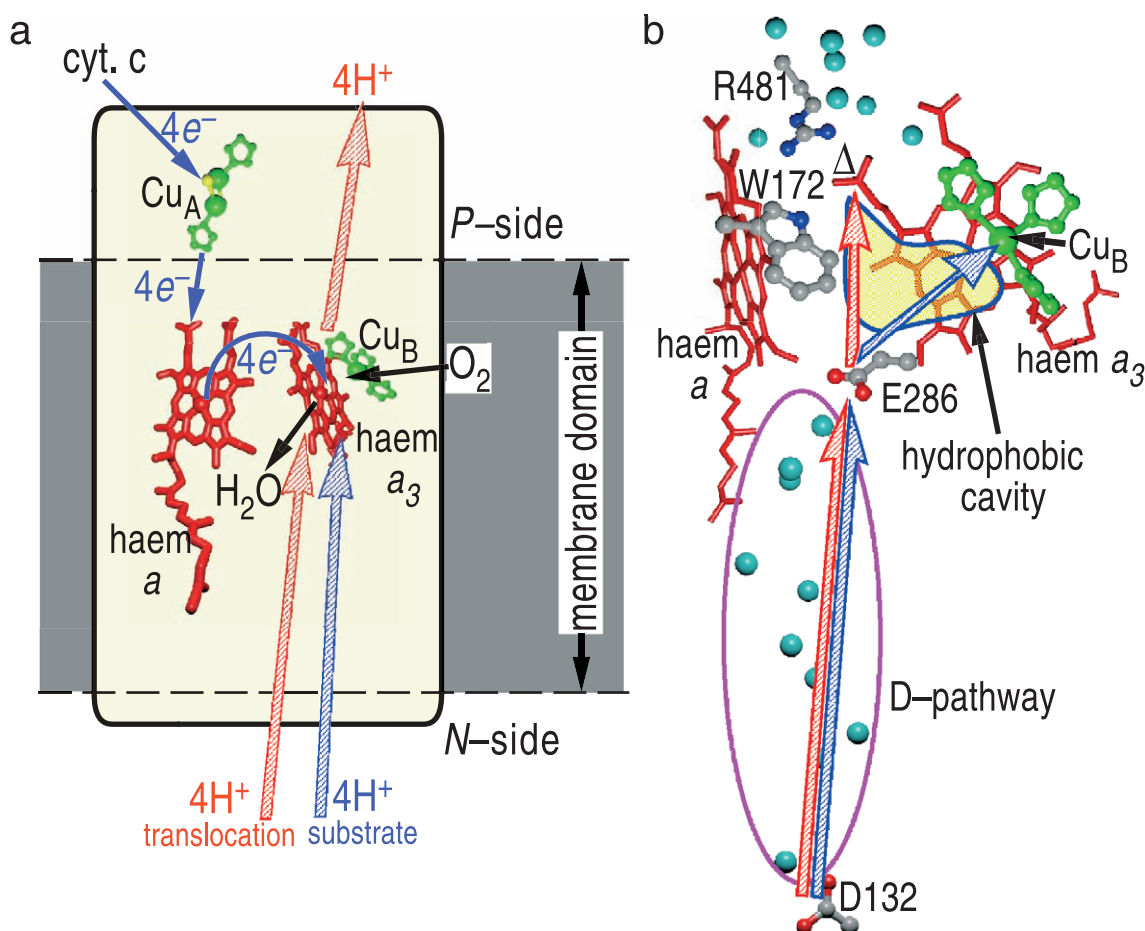 a
cyt. c
4e⁻
Cu_A
4e⁻
4H⁺
P–side
4e⁻
Cu_B
O₂
haem
a₃
H₂O
haem
a
membrane domain
N–side
4H⁺
translocation
4H⁺
substrate
b
R481
Δ
W172
Cu_B
haem
a
haem a₃
E286
hydrophobic
cavity
D–pathway
D132